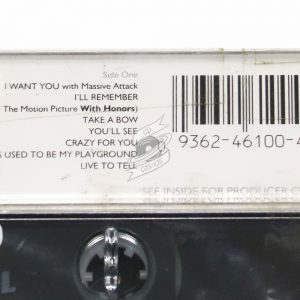 Side One
I WANT YOU with Massive Attack
I'LL REMEMBER
The Motion Picture With Honors)
TAKE A BOW
YOU'LL SEE
CRAZY FOR YOU
USED TO BE MY PLAYGROUND
LIVE TO TELL
9362-46100-4
SEE INSIDE FOR PRODUCER C